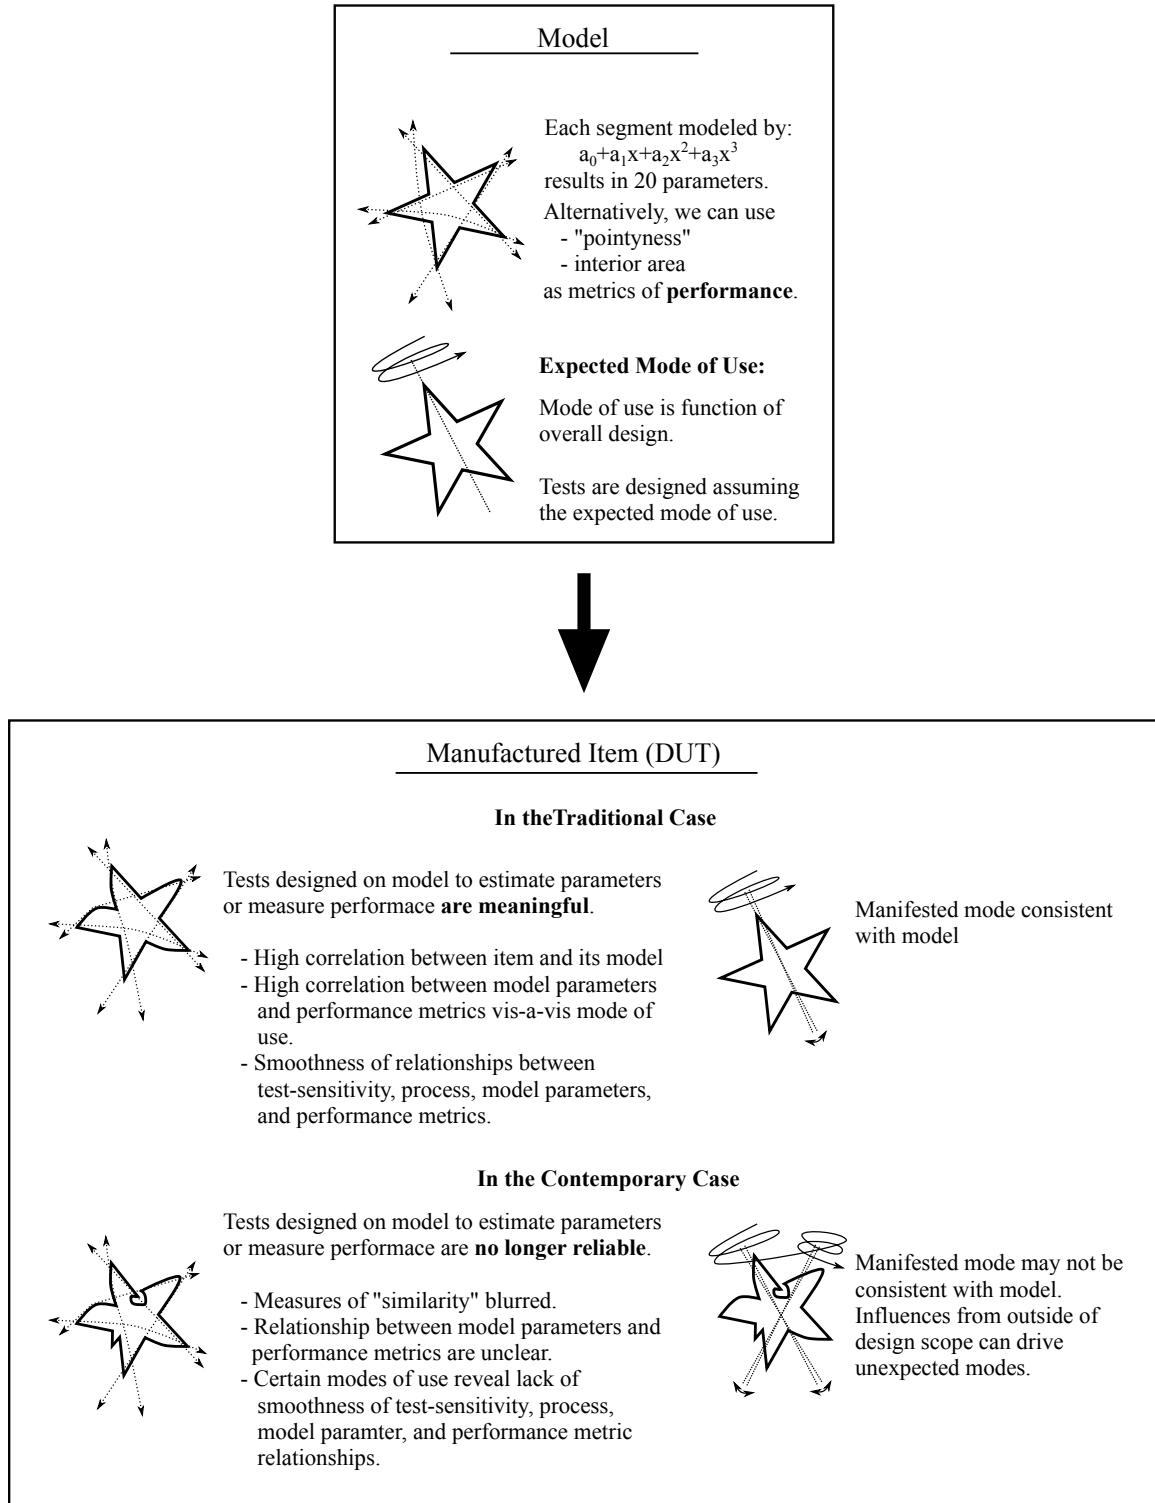 Model
Each segment modeled by:
a₀+a₁x+a₂x²+a₃x³
results in 20 parameters.
Alternatively, we can use
- "pointyness"
- interior area
as metrics of performance.
Expected Mode of Use:
Mode of use is function of
overall design.
Tests are designed assuming
the expected mode of use.
Manufactured Item (DUT)
In theTraditional Case
Tests designed on model to estimate parameters
or measure performace are meaningful.
- High correlation between item and its model
- High correlation between model parameters
and performance metrics vis-a-vis mode of
use.
- Smoothness of relationships between
test-sensitivity, process, model parameters,
and performance metrics.
Manifested mode consistent
with model
In the Contemporary Case
Tests designed on model to estimate parameters
or measure performace are no longer reliable.
- Measures of "similarity" blurred.
- Relationship between model parameters and
performance metrics are unclear.
- Certain modes of use reveal lack of
smoothness of test-sensitivity, process,
model paramter, and performance metric
relationships.
Manifested mode may not be
consistent with model.
Influences from outside of
design scope can drive
unexpected modes.